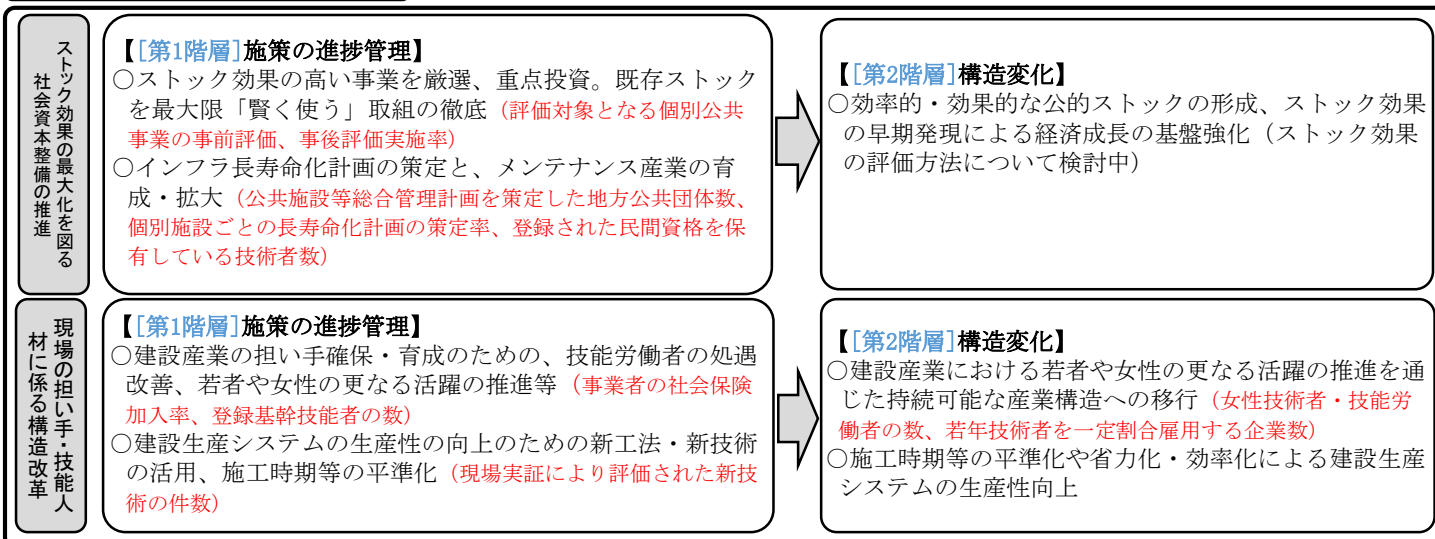 ストック効果の最大化を図る
社会資本整備の推進
【[第1階層]施策の進捗管理】
○ストック効果の高い事業を厳選、重点投資。既存ストック
を最大限「賢く使う」取組の徹底（評価対象となる個別公共
事業の事前評価、事後評価実施率）
○インフラ長寿命化計画の策定と、メンテナンス産業の育
成・拡大（公共施設等総合管理計画を策定した地方公共団体数、
個別施設ごとの長寿命化計画の策定率、登録された民間資格を保
有している技術者数）
【[第2階層]構造変化】
○効率的・効果的な公的ストックの形成、ストック効果
の早期発現による経済成長の基盤強化（ストック効果
の評価方法について検討中）
現場の担い手・技能人
材に係る構造改革
【[第1階層]施策の進捗管理】
○建設産業の担い手確保・育成のための、技能労働者の処遇
改善、若者や女性の更なる活躍の推進等（事業者の社会保険
加入率、登録基幹技能者の数）
○建設生産システムの生産性の向上のための新工法・新技術
の活用、施工時期等の平準化（現場実証により評価された新技
術の件数）
【[第2階層]構造変化】
○建設産業における若者や女性の更なる活躍の推進を通
じた持続可能な産業構造への移行（女性技術者・技能労
働者の数、若年技術者を一定割合雇用する企業数）
○施工時期等の平準化や省力化・効率化による建設生産
システムの生産性向上